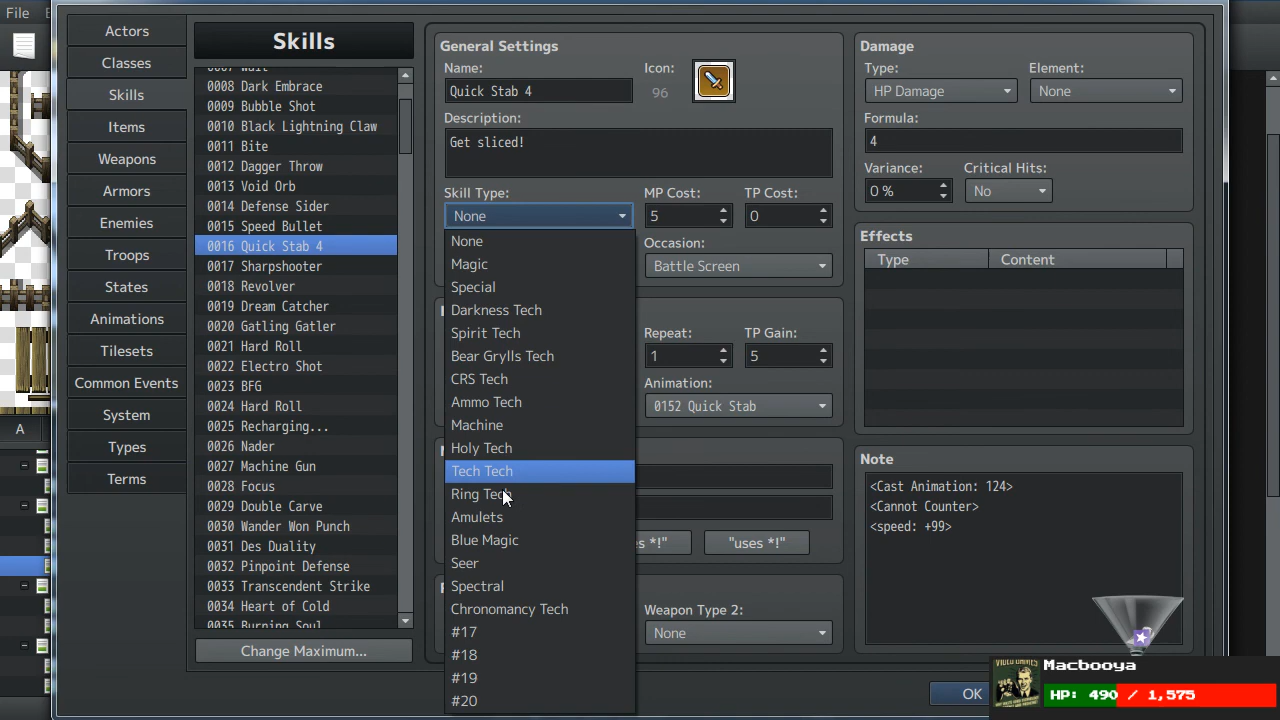 File
Actors
Classes
Skills
Items
Weapons
Armors
Enemies
Troops
States
Animations
Tilesets
Common Events
System
Types
Terms
A
Skills
0008 Dark Embrace
0009 Bubble Shot
0010 Black Lightning Claw
0011 Bite
0012 Dagger Throw
0013 Void Orb
0014 Defense Sider
0015 Speed Bullet
0016 Quick Stab 4
0017 Sharpshooter
0018 Revolver
0019 Dream Catcher
0020 Gatling Gatler
0021 Hard Roll
0022 Electro Shot
0023 BFG
0024 Hard Roll
0025 Recharging...
0026 Nader
0027 Machine Gun
0028 Focus
0029 Double Carve
0030 Wander Won Punch
0031 Des Duality
0032 Pinpoint Defense
0033 Transcendent Strike
0034 Heart of Cold
0035 Burning Soul
Change Maximum...
General Settings
Name:
Icon:
Quick Stab 4
96
Description:
Get sliced!
Skill Type:
MP Cost:
TP Cost:
None
5
0
Occasion:
Battle Screen
None
Magic
Special
Darkness Tech
Spirit Tech
Bear Grylls Tech
CRS Tech
Ammo Tech
Machine
Holy Tech
Tech Tech
Ring Tech
Amulets
Blue Magic
Seer
Spectral
Chronomancy Tech
#17
#18
#19
#20
Repeat:
TP Gain:
1
5
Animation:
0152 Quick Stab
es *!"
"uses *!"
Weapon Type 2:
None
Damage
Type:
Element:
HP Damage
None
Formula:
4
Variance:
Critical Hits:
0 %
No
Effects
Type
Content
Note
<Cast Animation: 124>
<Cannot Counter>
<speed: +99>
OK
VIDEO GAMES
Macbooya
HP: 490 / 1,575